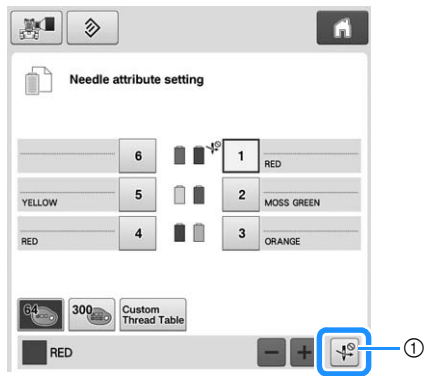 Needle attribute setting
6 1 RED
YELLOW 5 2 MOSS GREEN
RED 4 3 ORANGE
64 300 Custom
Thread Table
RED − +
①